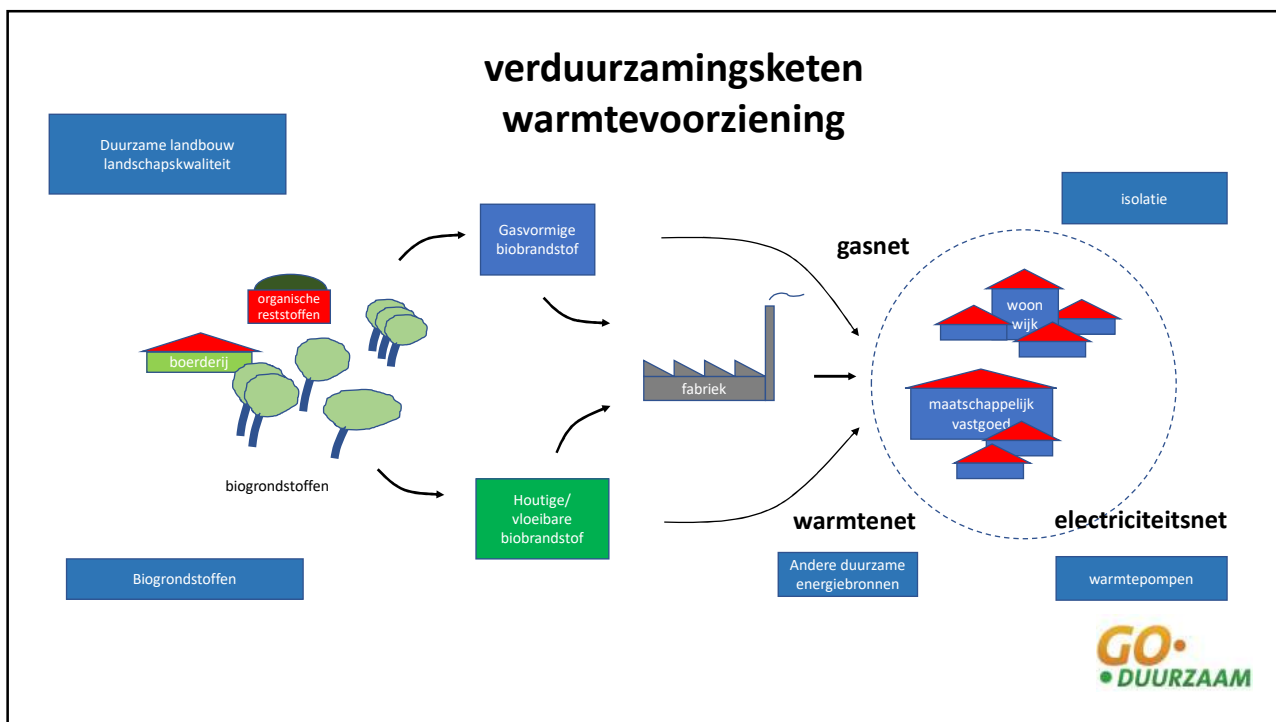 verduurzamingsketen
warmtevoorziening
Duurzame landbouw
landschapskwaliteit
isolatie
Gasvormige
biobrandstof
gasnet
organische
reststoffen
boerderij
woon
wijk
fabriek
maatschappelijk
vastgoed
biogrondstoffen
Houtige/
vloeibare
biobrandstof
warmtenet
electriciteitsnet
Biogrondstoffen
Andere duurzame
energiebronnen
warmtepompen
GO
DUURZAAM